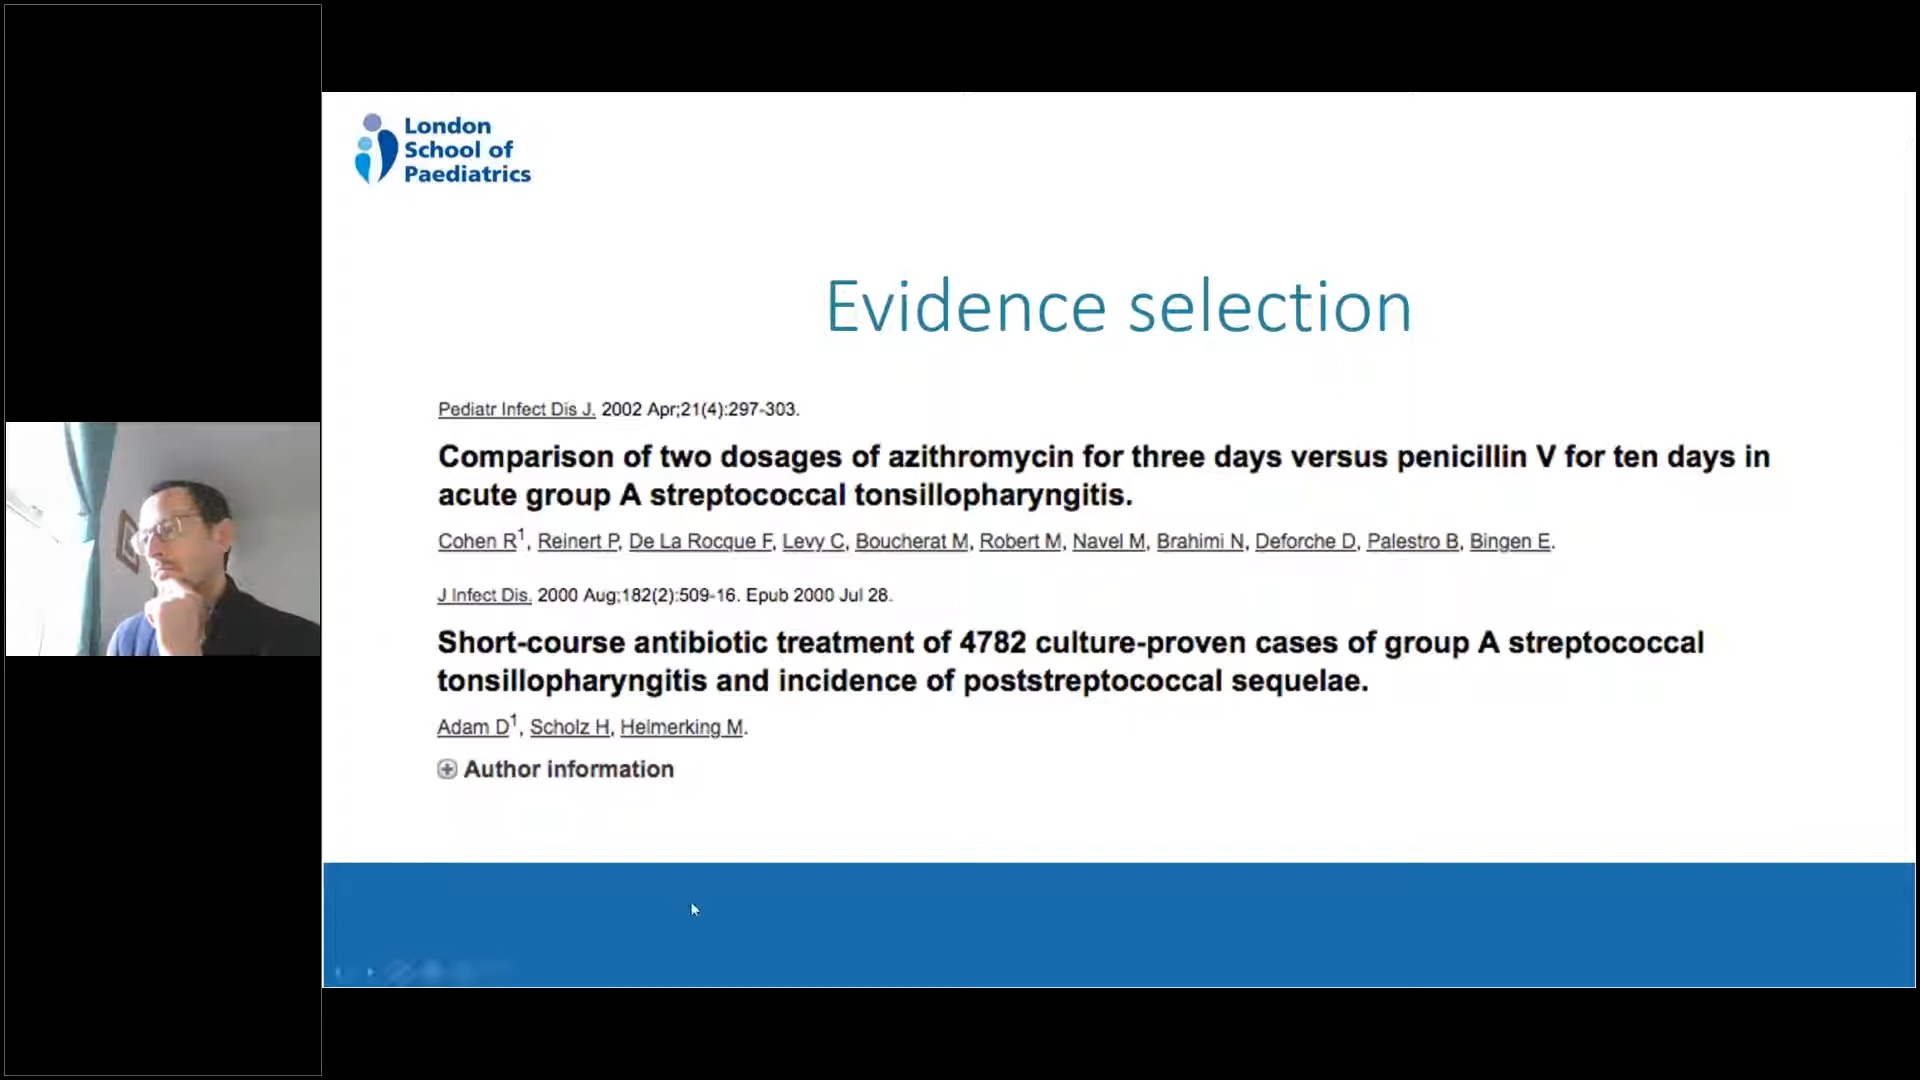 London
School of
Paediatrics
Evidence selection
Pediatr Infect Dis J. 2002 Apr;21(4):297-303.
Comparison of two dosages of azithromycin for three days versus penicillin V for ten days in
acute group A streptococcal tonsillopharyngitis.
Cohen R1, Reinert P, De La Rocque F, Levy C, Boucherat M, Robert M, Navel M, Brahimi N, Deforche D, Palestro B, Bingen E.
J Infect Dis. 2000 Aug;182(2):509-16. Epub 2000 Jul 28.
Short-course antibiotic treatment of 4782 culture-proven cases of group A streptococcal
tonsillopharyngitis and incidence of poststreptococcal sequelae.
Adam D1, Scholz H, Helmerking M.
Author information